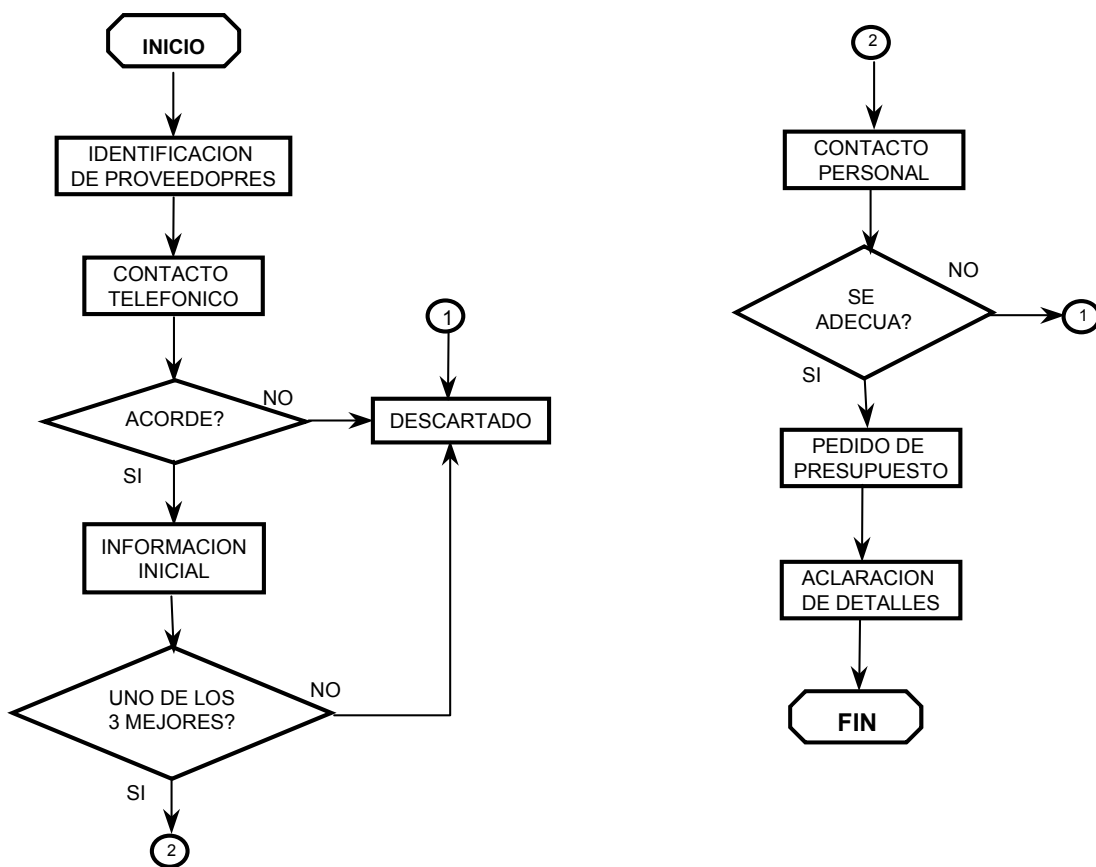 INICIO
IDENTIFICACION
DE PROVEEDOPRES
CONTACTO
TELEFONICO
ACORDE?
NO
SI
1
DESCARTADO
INFORMACION
INICIAL
UNO DE LOS
3 MEJORES?
NO
SI
2
2
CONTACTO
PERSONAL
SE
ADECUA?
NO
1
SI
PEDIDO DE
PRESUPUESTO
ACLARACION
DE DETALLES
FIN